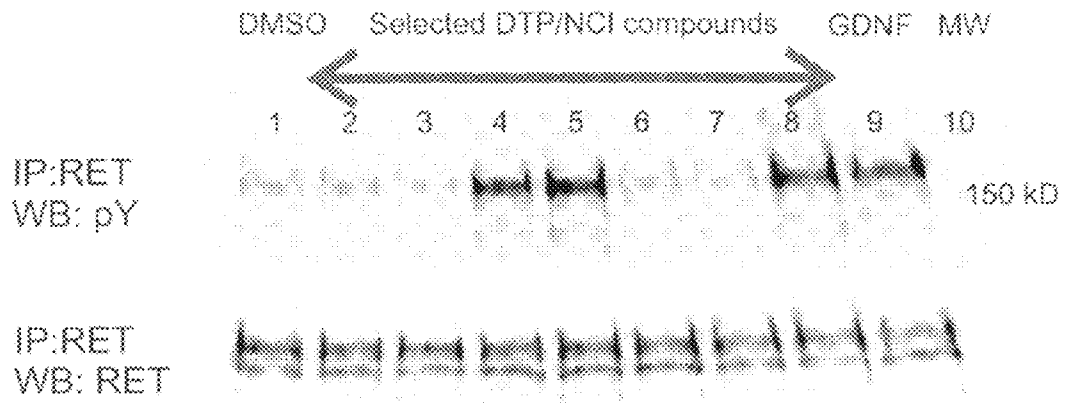 DMSO Selected DTP/NCI compounds GDNF MW
1 2 3 4 5 6 7 8 9 10
IP:RET
WB: pY
150 kD
IP:RET
WB: RET